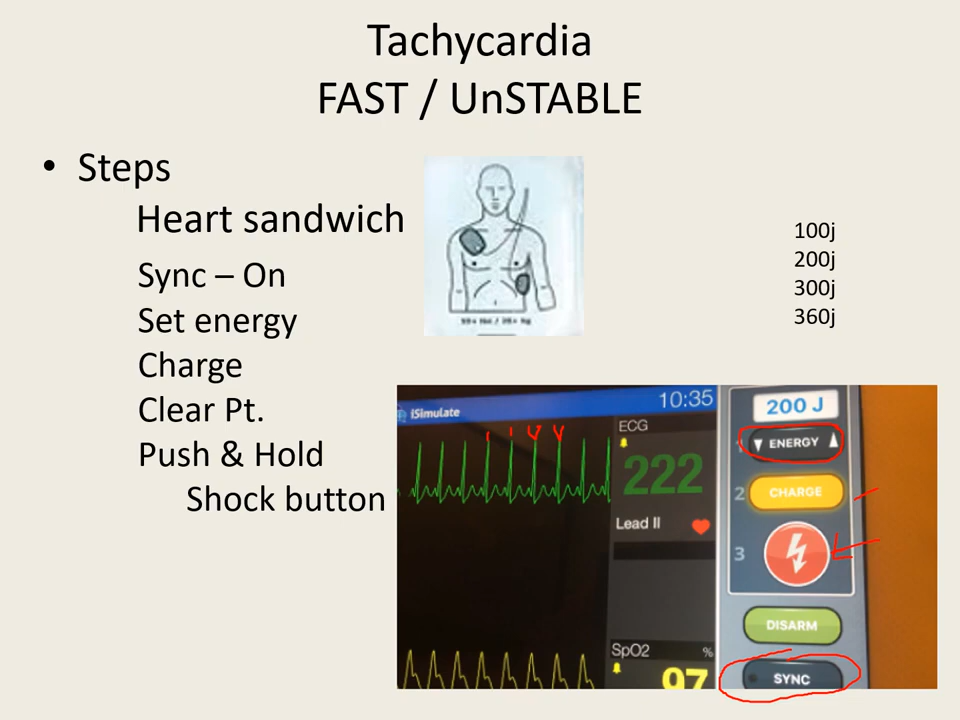 Tachycardia
FAST / UnSTABLE
• Steps
Heart sandwich
Sync – On
Set energy
Charge
Clear Pt.
Push & Hold
Shock button
100j
200j
300j
360j
iSimulate
10:35
ECG
222
Lead II
SpO2
%
97
200 J
ENERGY
2 CHARGE
3
DISARM
SYNC